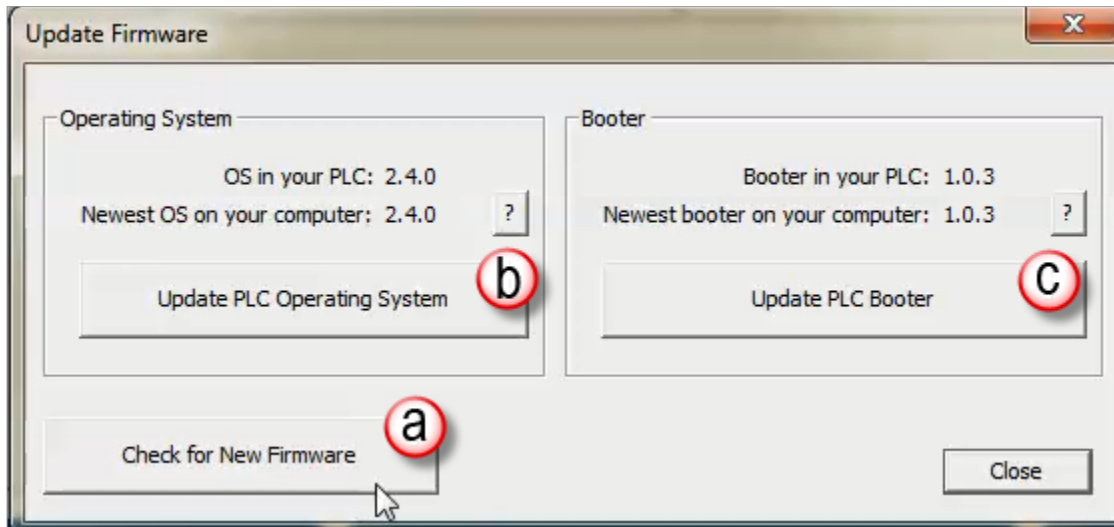 Update Firmware
Operating System
OS in your PLC: 2.4.0
Newest OS on your computer: 2.4.0
?
Update PLC Operating System
b
Booter
Booter in your PLC: 1.0.3
Newest booter on your computer: 1.0.3
?
Update PLC Booter
c
Check for New Firmware
a
Close